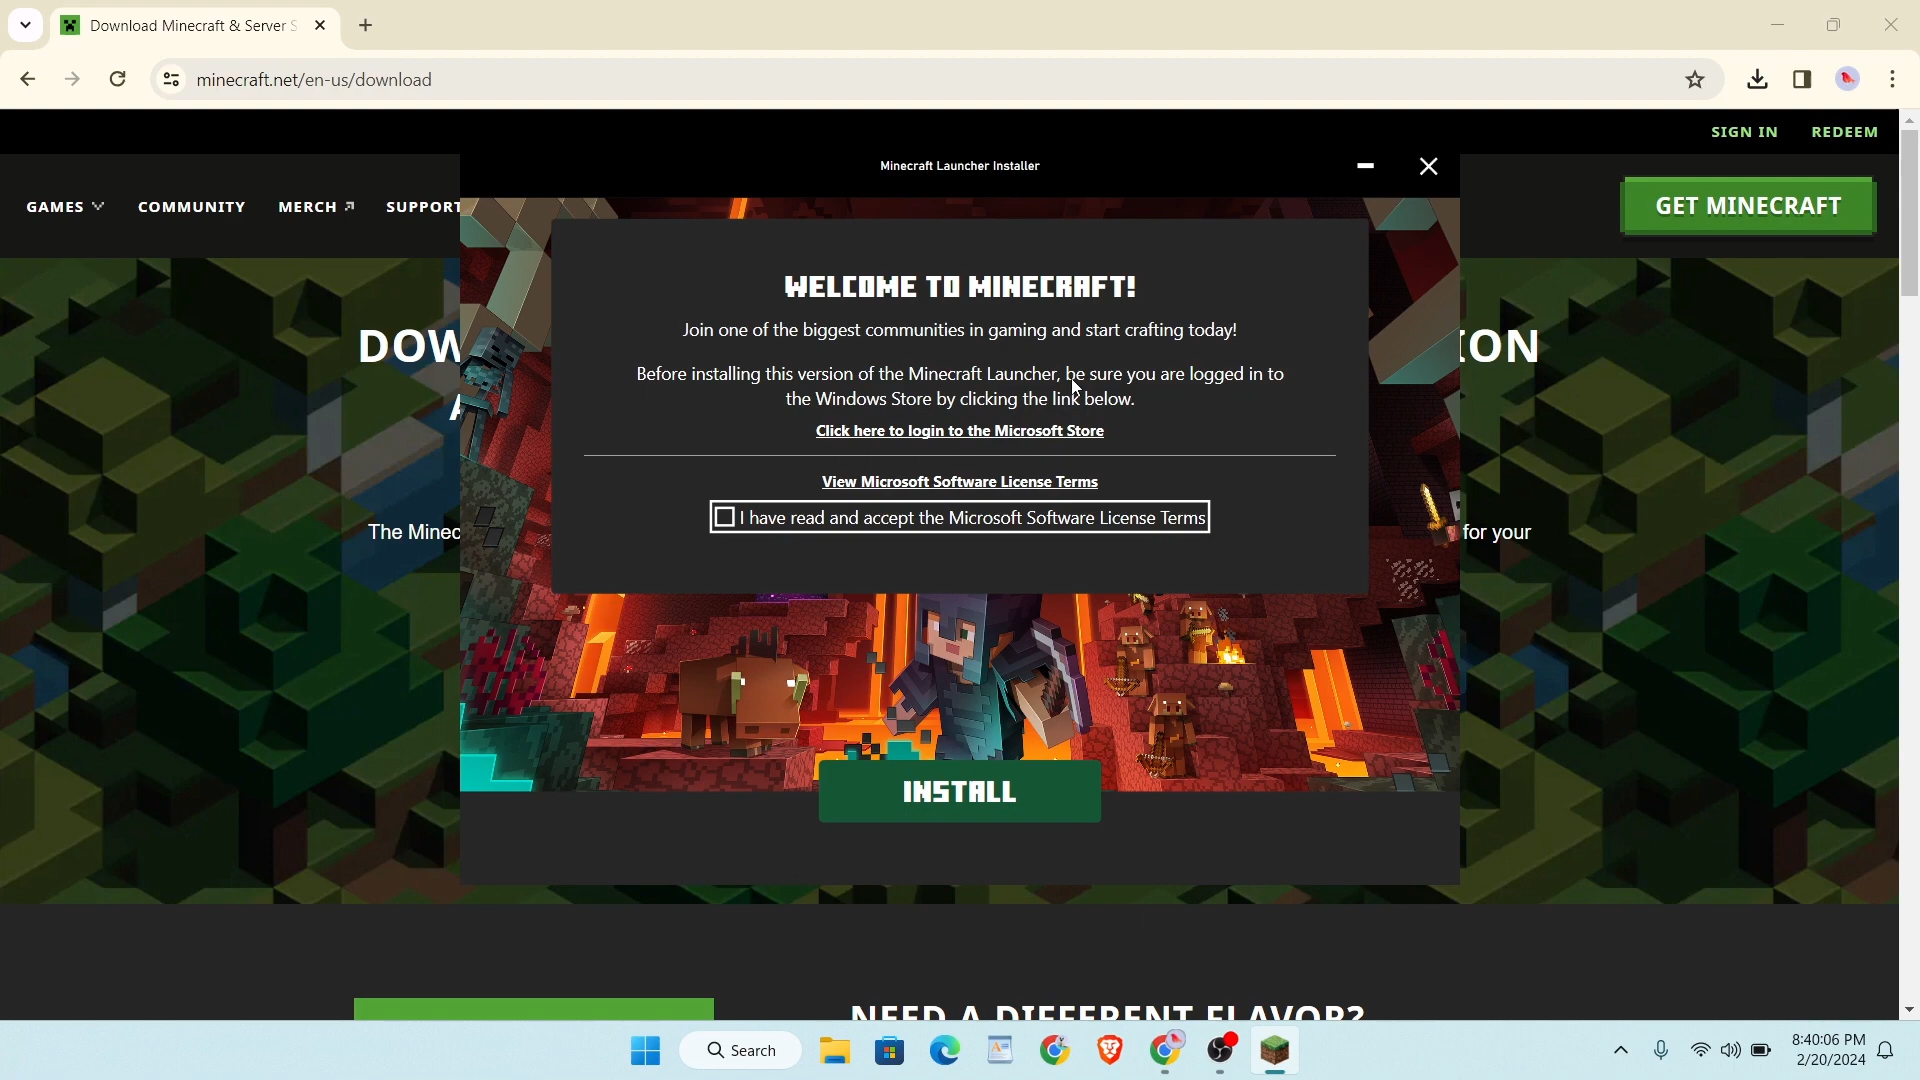 Download Minecraft & Server S
minecraft.net/en-us/download
SIGN IN REDEEM
Minecraft Launcher Installer
GAMES COMMUNITY MERCH SUPPORT
GET MINECRAFT
WELCOME TO MINECRAFT!
Join one of the biggest communities in gaming and start crafting today!
DOW ION
Before installing this version of the Minecraft Launcher, be sure you are logged in to
the Windows Store by clicking the link below.
Click here to login to the Microsoft Store
View Microsoft Software License Terms
I have read and accept the Microsoft Software License Terms
The Minec for your
INSTALL
NEED A DIFFERENT FLAVOR?
Search
8:40:06 PM
2/20/2024